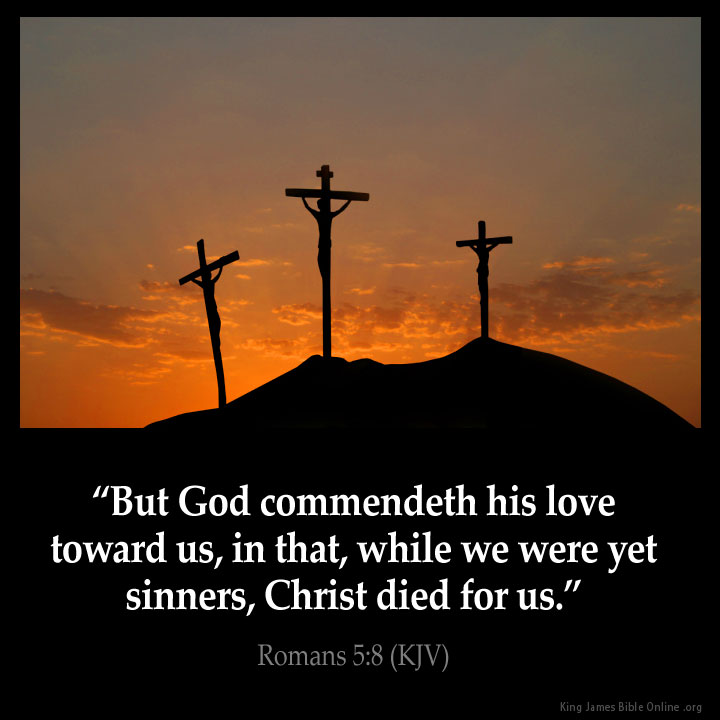 “But God commendeth his love
toward us, in that, while we were yet
sinners, Christ died for us.”
Romans 5:8 (KJV)
King James Bible Online .org